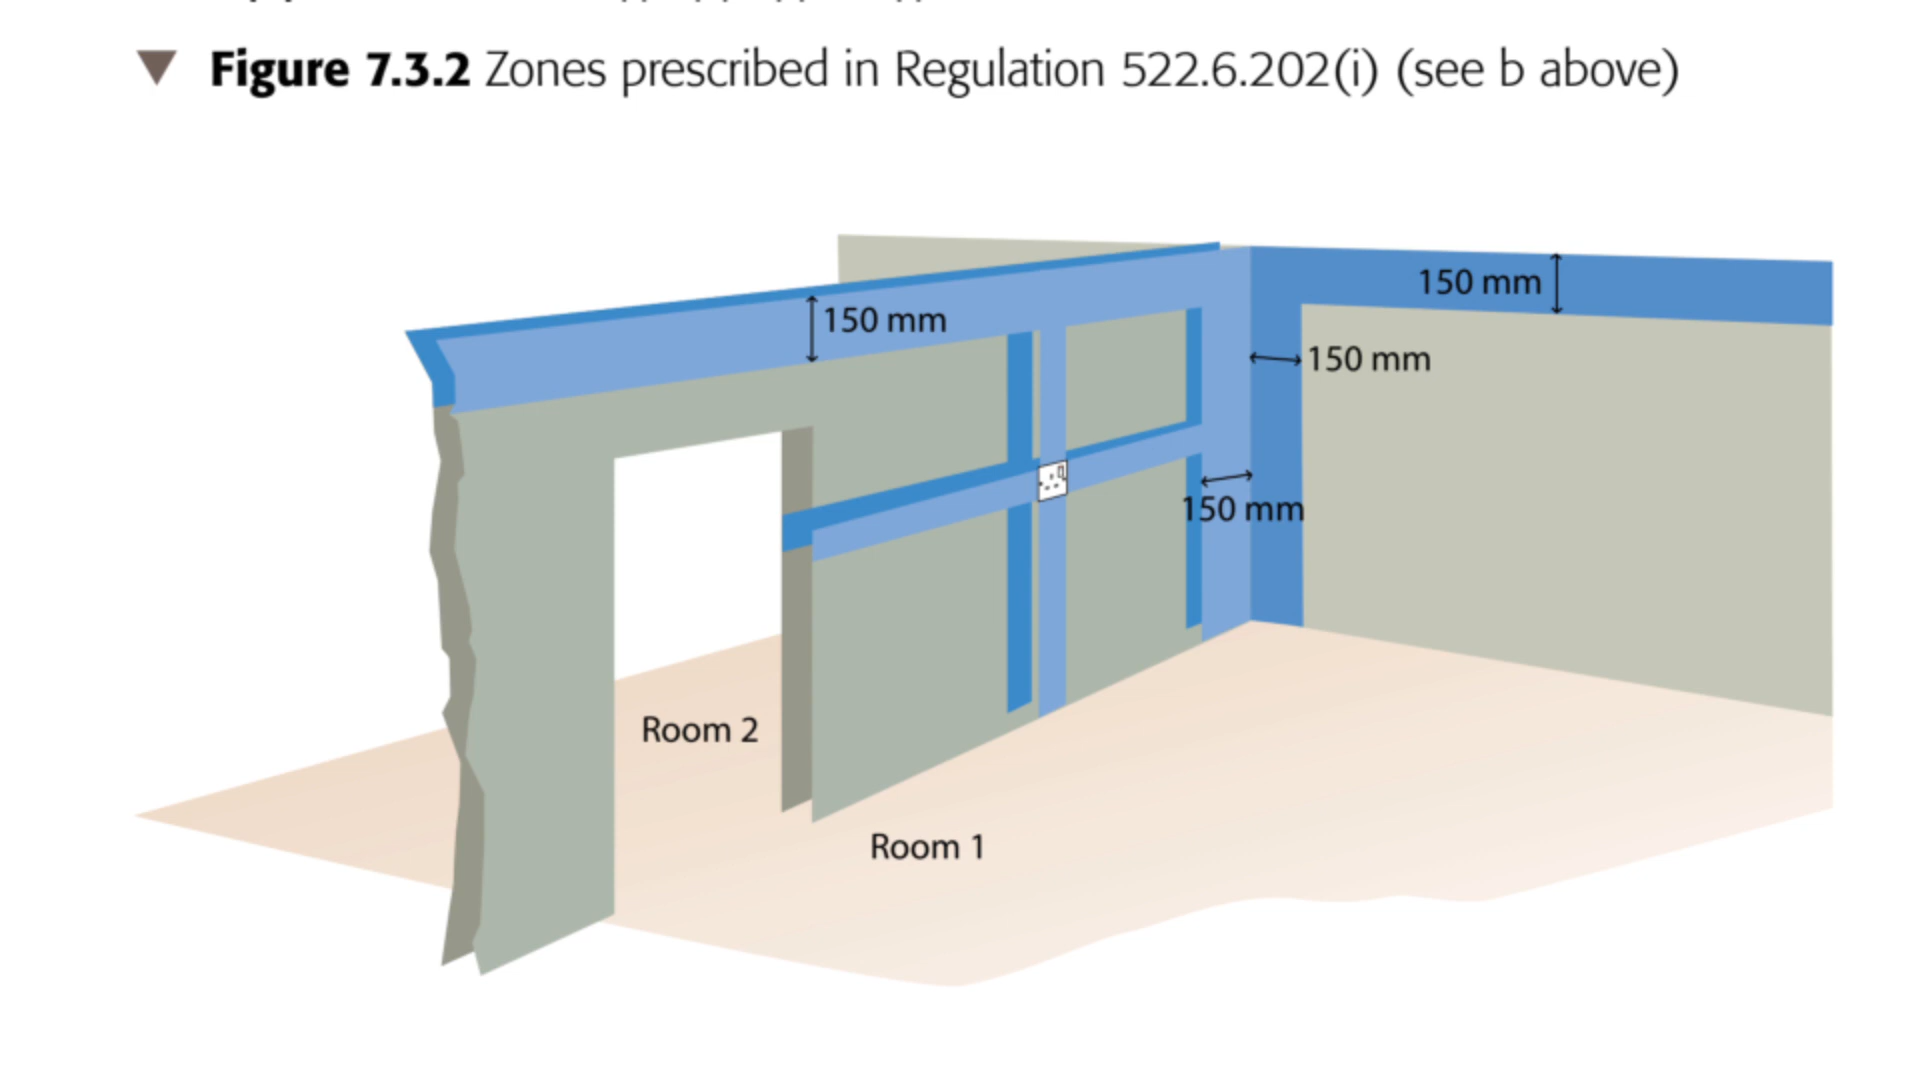 Figure 7.3.2 Zones prescribed in Regulation 522.6.202(i) (see b above)
150 mm
150 mm
150 mm
150 mm
Room 2
Room 1